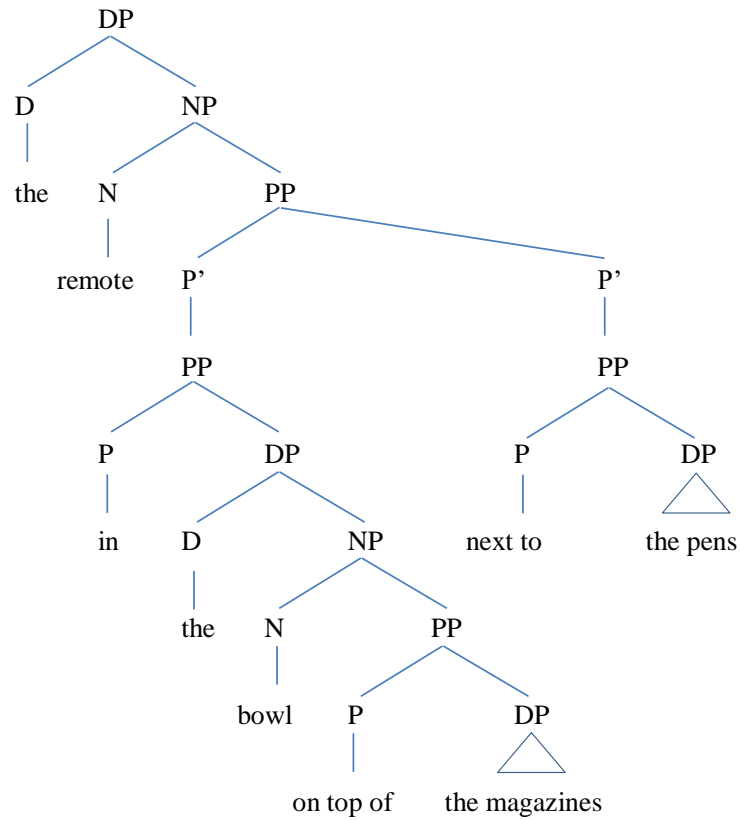 DP
D NP
the N PP
remote P’ P’
PP PP
P DP P DP
in D NP next to the pens
the N PP
bowl P DP
on top of the magazines